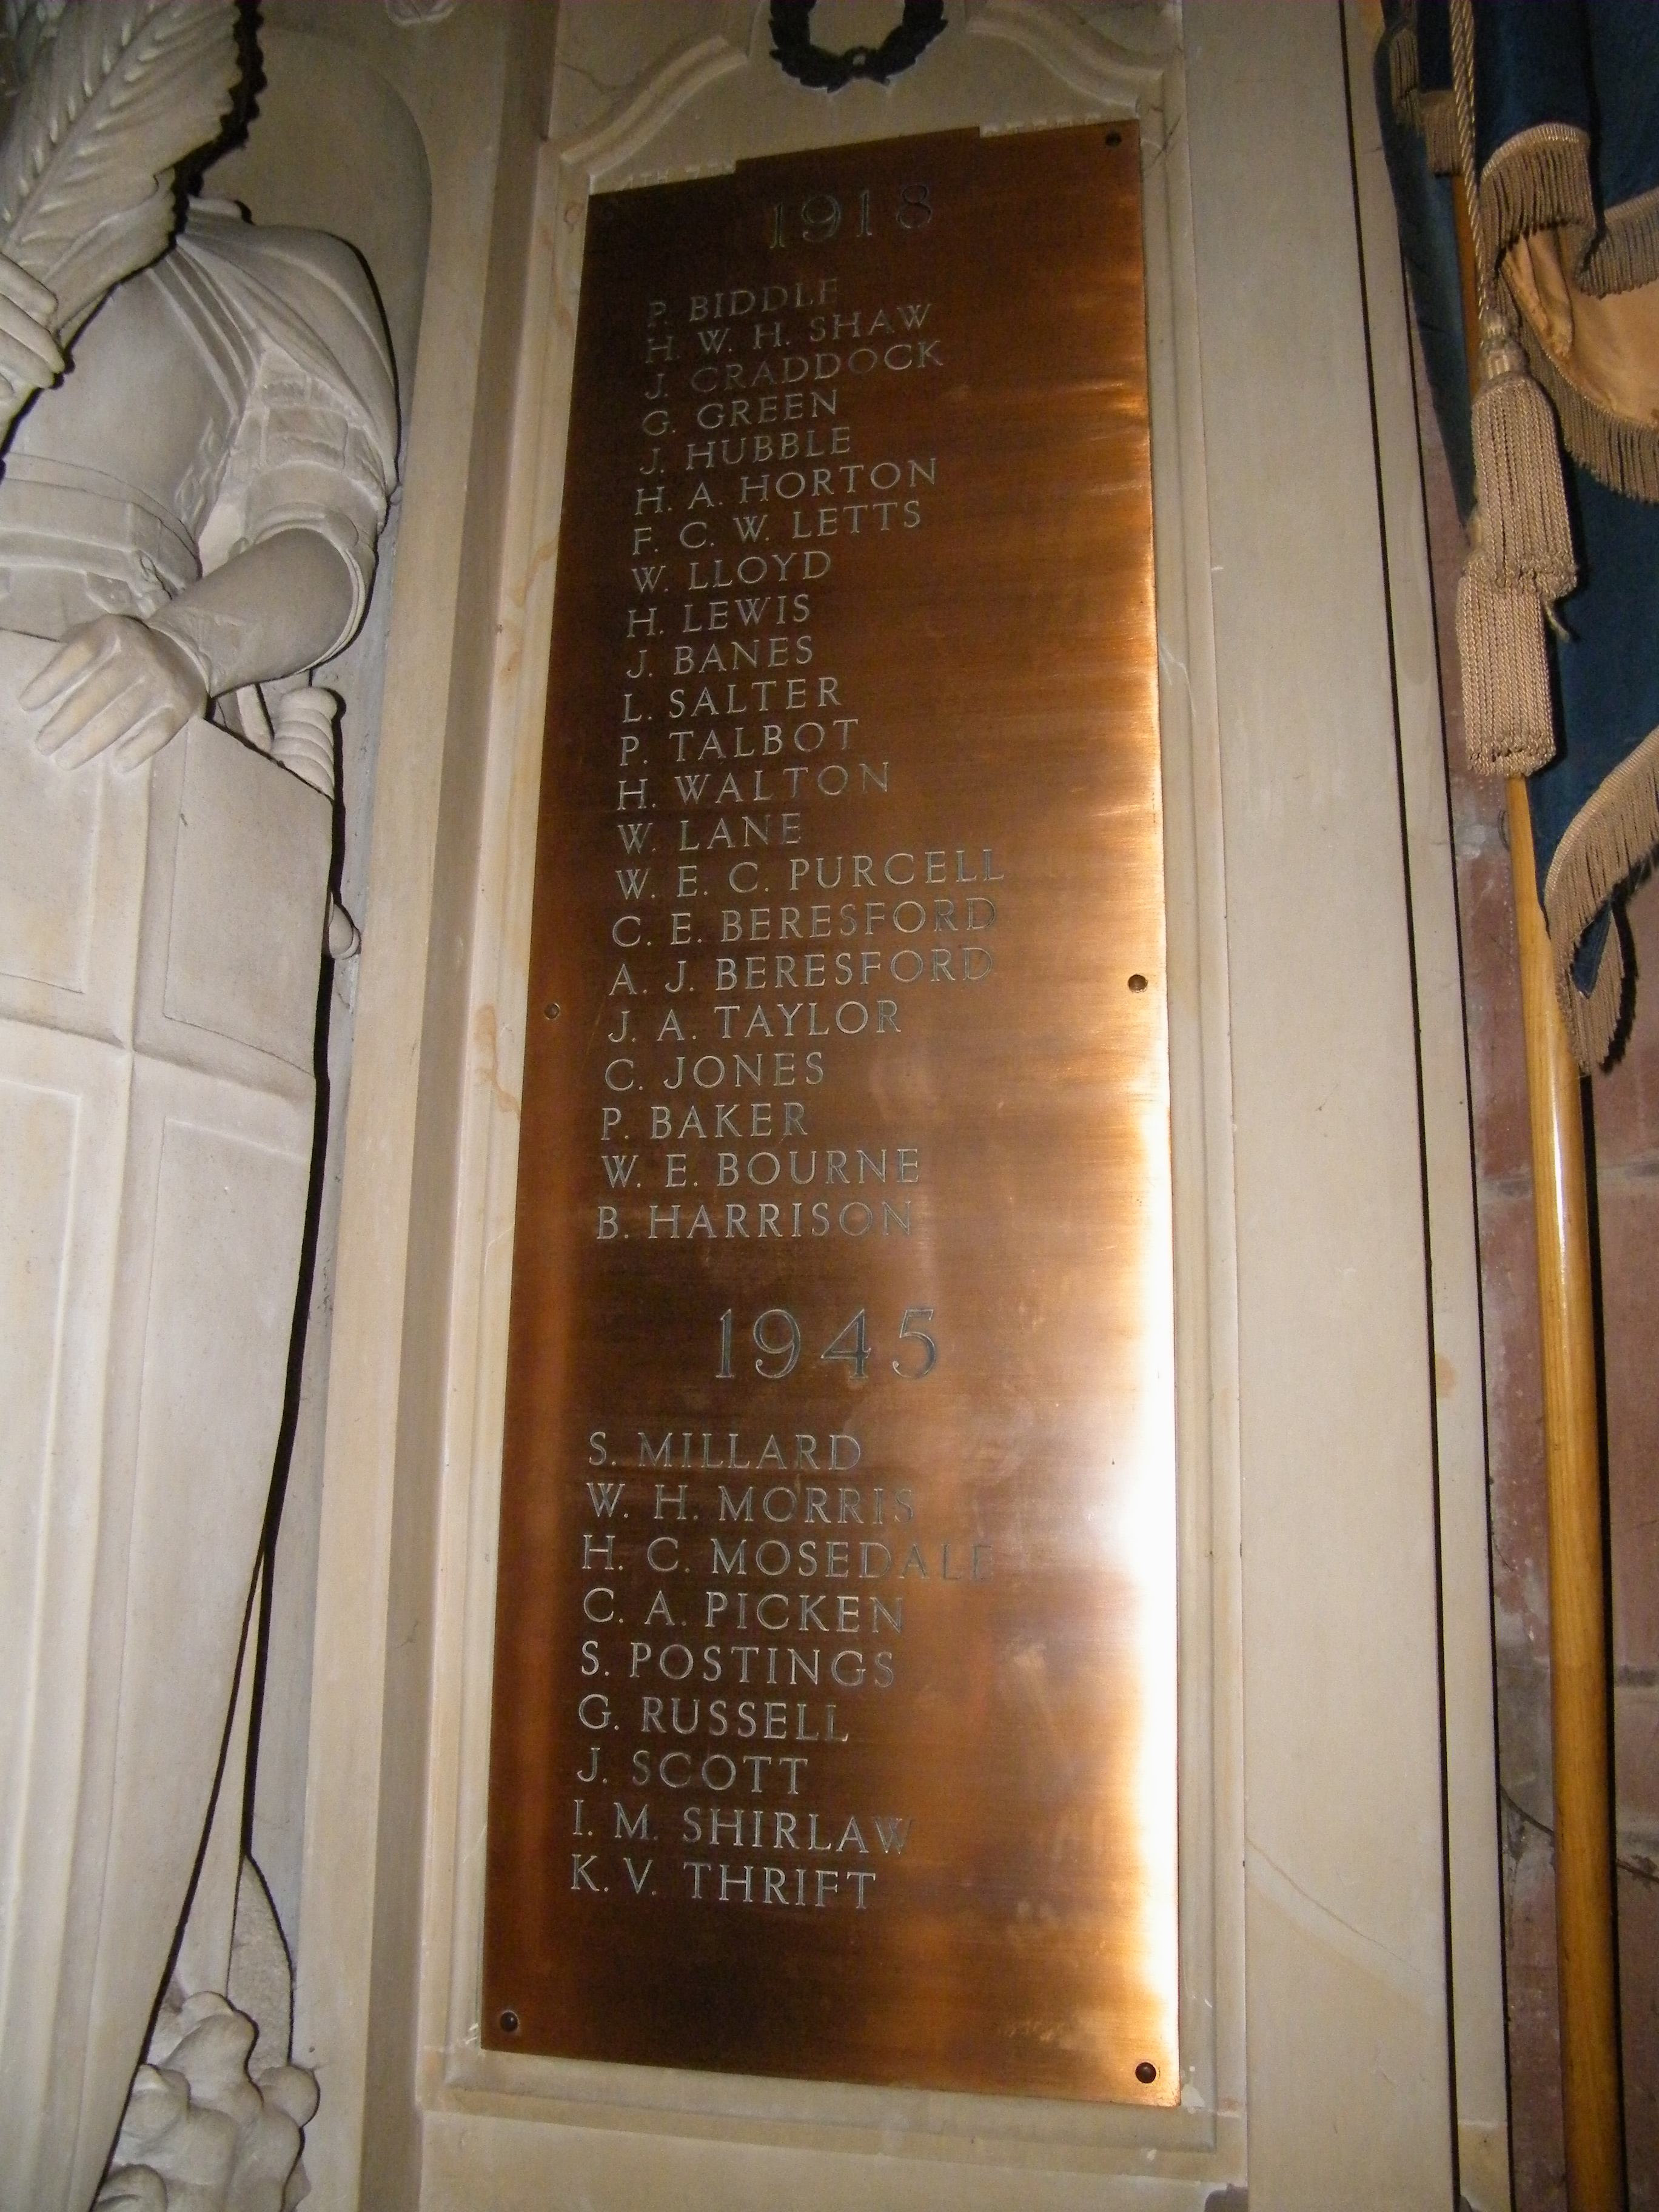 1918
P. BIDDLE
H. W. H. SHAW
J. CRADDOCK
G. GREEN
J. HUBBLE
H. A. HORTON
F. C. W. LETTS
W. LLOYD
H. LEWIS
J. BANES
L. SALTER
P. TALBOT
H. WALTON
W. LANE
W. E. C. PURCELL
C. E. BERESFORD
A. J. BERESFORD
J. A. TAYLOR
C. JONES
P. BAKER
W. E. BOURNE
B. HARRISON
1945
S. MILLARD
W. H. MORRIS
H. C. MOSEDALE
C. A. PICKEN
S. POSTINGS
G. RUSSELL
J. SCOTT
I. M. SHIRLAW
K. V. THRIFT